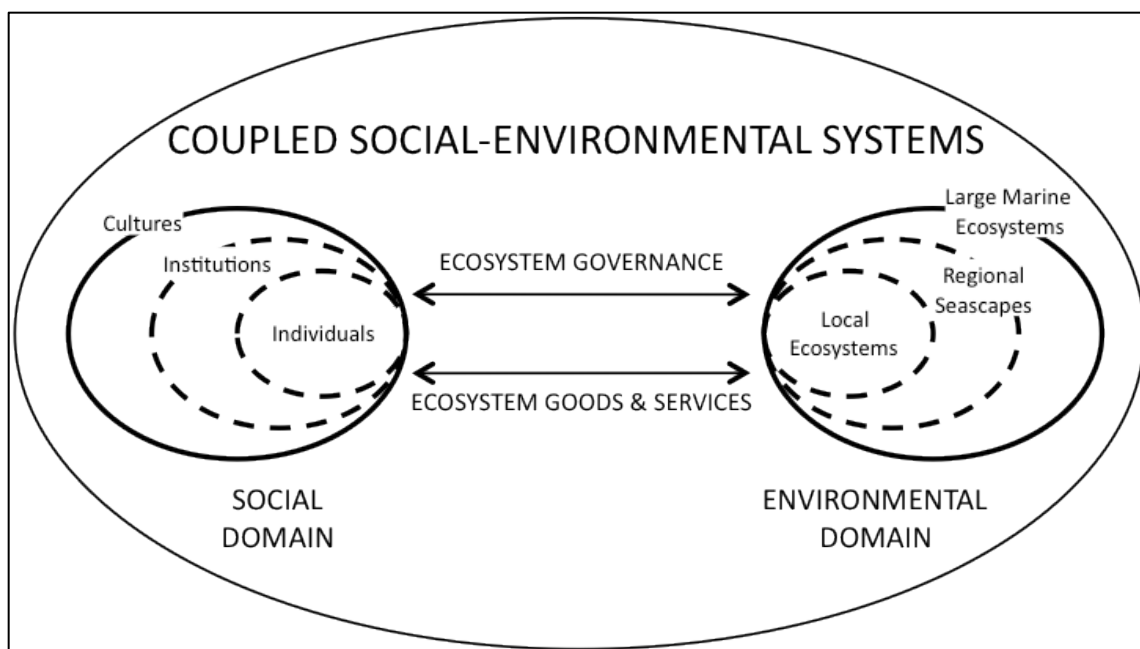 COUPLED SOCIAL-ENVIRONMENTAL SYSTEMS
Cultures
Institutions
Individuals
ECOSYSTEM GOVERNANCE
ECOSYSTEM GOODS & SERVICES
Large Marine
Ecosystems
Regional
Seascapes
Local
Ecosystems
SOCIAL
DOMAIN
ENVIRONMENTAL
DOMAIN